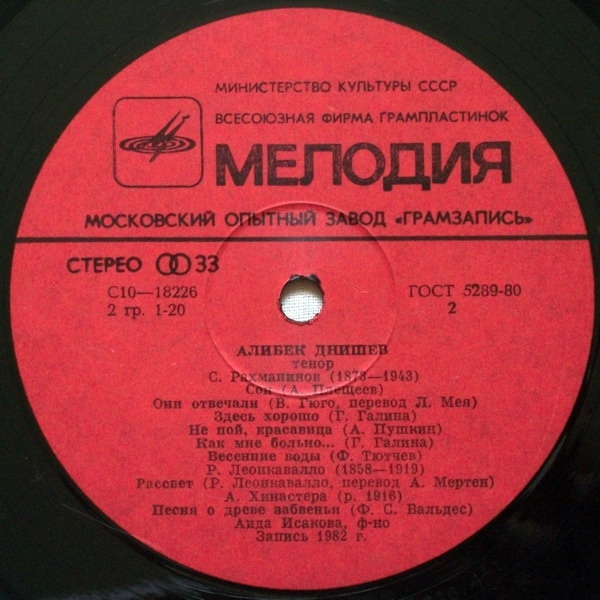 МИНИСТЕРСТВО КУЛЬТУРЫ СССР
ВСЕСОЮЗНАЯ ФИРМА ГРАМПЛАСТИНОК
МЕЛОДИЯ
МОСКОВСКИЙ ОПЫТНЫЙ ЗАВОД «ГРАМЗАПИСЬ»
СТЕРЕО 33
С10—18226
2 гр. 1-20
ГОСТ 5289-80
2
АЛИБЕК ДНИШЕВ
тенор
С. Рахманинов (1873—1943)
Сон (А. Плещеев)
Они отвечали (В. Гюго, перевод Л. Мея)
Здесь хорошо (Г. Галина)
Не пой, красавица (А. Пушкин)
Как мне больно... (Г. Галина)
Весенние воды (Ф. Тютчев)
Р. Леонкавалло (1858—1919)
Рассвет (Р. Леонкавалло, перевод А. Мертен)
А. Хинастера (р. 1916)
Песня о древе забвенья (Ф. С. Вальдес)
Аида Исакова, ф-но
Запись 1982 г.